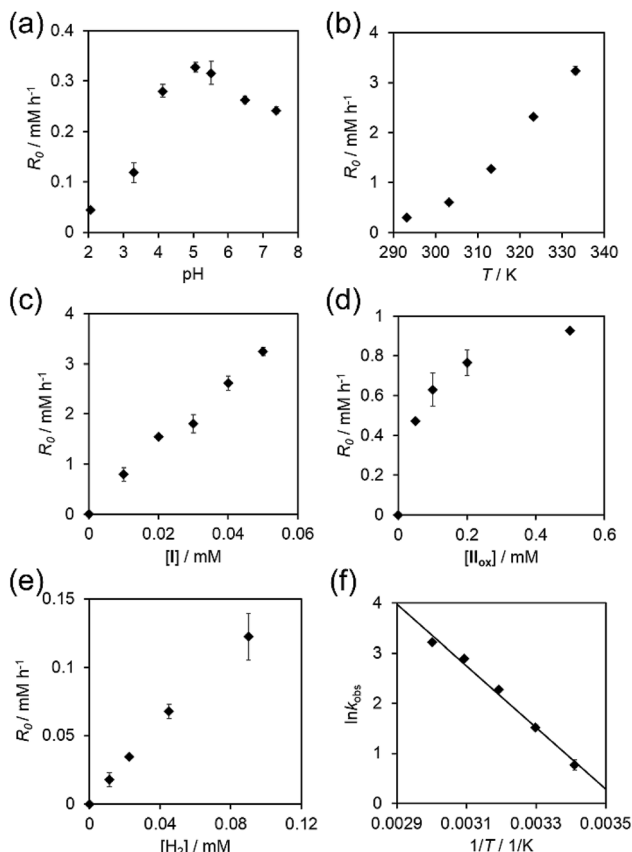 (a)
R0 / mM h-1
0.4
0.3
0.2
0.1
0
2 3 4 5 6 7 8
pH
(b)
R0 / mM h-1
4
3
2
1
0
290 300 310 320 330 340
T / K
(c)
R0 / mM h-1
4
3
2
1
0
0 0.02 0.04 0.06
[I] / mM
(d)
R0 / mM h-1
1
0.8
0.6
0.4
0.2
0
0 0.2 0.4 0.6
[IIox] / mM
(e)
R0 / mM h-1
0.15
0.1
0.05
0
0 0.04 0.08 0.12
[H2] / mM
(f)
lnkobs
4
3
2
1
0
0.0029 0.0031 0.0033 0.0035
1/T / 1/K